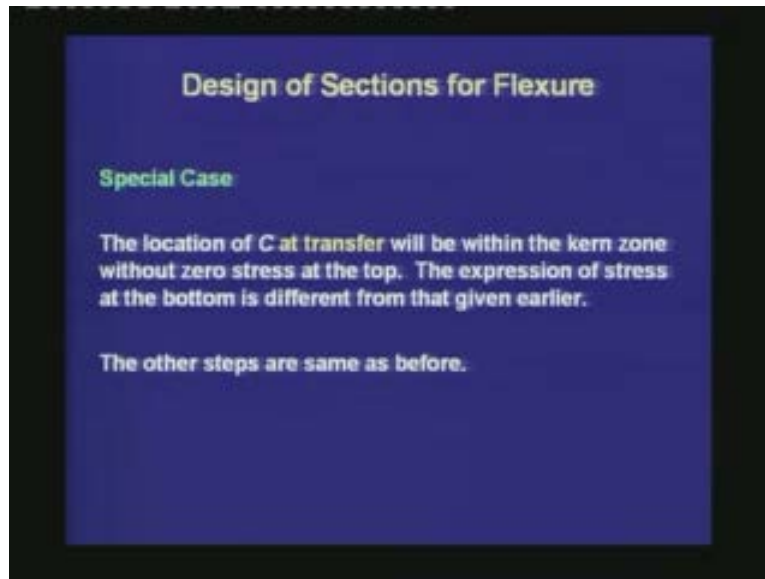 Design of Sections for Flexure
Special Case
The location of C at transfer will be within the kern zone
without zero stress at the top. The expression of stress
at the bottom is different from that given earlier.
The other steps are same as before.